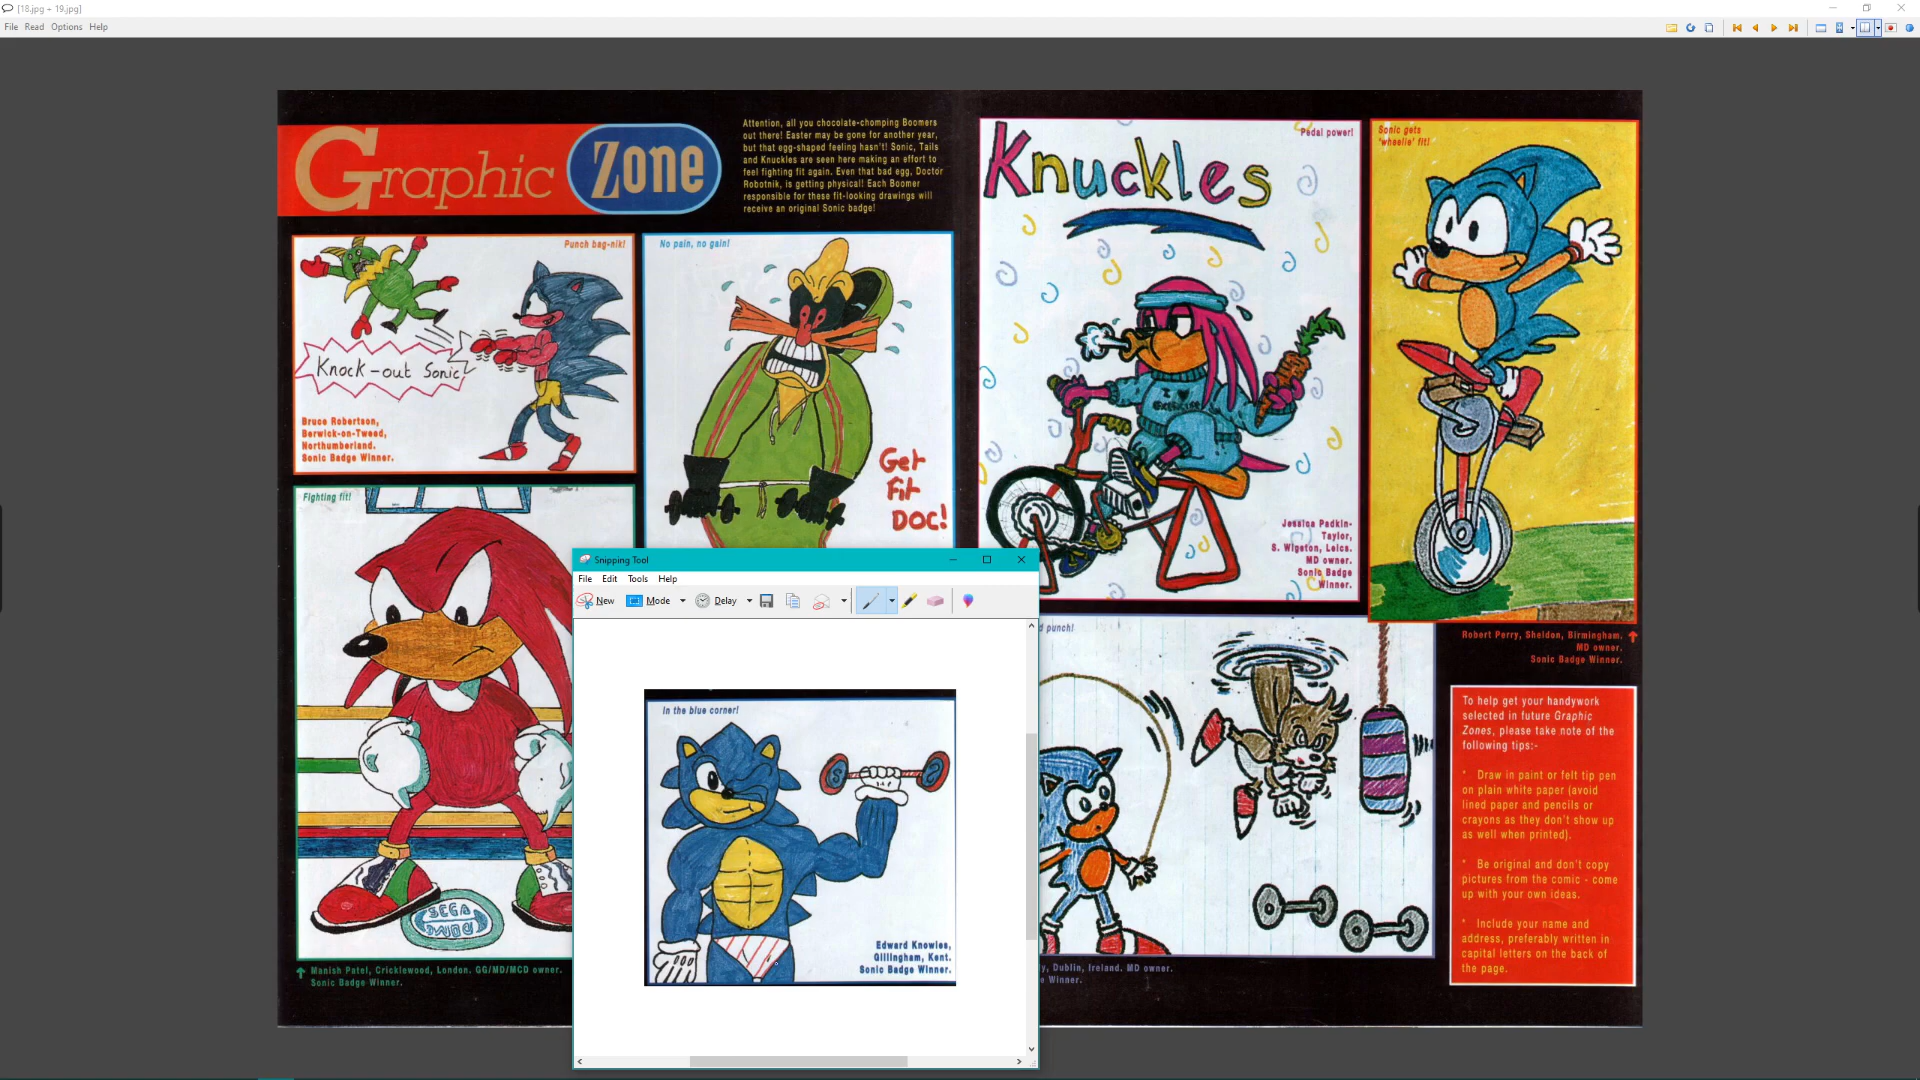 [18.jpg + 19.jpg]
File Read Options Help
Graphic Zone
Attention, all you chocolate-chomping Boomers
out there! Easter may be gone for another year,
but that egg-shaped feeling hasn't! Sonic, Tails
and Knuckles are seen here making an effort to
feel fighting fit again. Even that bad egg, Doctor
Robotnik, is getting physical! Each Boomer
responsible for these fit-looking drawings will
receive an original Sonic badge!
Punch bag-nik!
Knock-out Sonic
Bruce Robertson,
Berwick-on-Tweed,
Northumberland.
Sonic Badge Winner.
No pain, no gain!
Get
Fit
DOC!
Pedal power!
Knuckles
I
EXERCISE
Jessica Padkin-
Taylor,
S. Wigston, Leics.
MD owner.
Sonic Badge
Winner.
Sonic gets
'wheelie' fit!
Robert Perry, Sheldon, Birmingham.
MD owner.
Sonic Badge Winner.
Fighting fit!
SEGA
Manish Patel, Cricklewood, London. GG/MD/MCD owner.
Sonic Badge Winner.
Snipping Tool
File Edit Tools Help
New Mode Delay
In the blue corner!
S
Edward Knowles,
Gillingham, Kent.
Sonic Badge Winner.
d punch!
ly, Dublin, Ireland. MD owner.
e Winner.
To help get your handywork
selected in future Graphic
Zones, please take note of the
following tips:-
* Draw in paint or felt tip pen
on plain white paper (avoid
lined paper and pencils or
crayons as they don't show up
as well when printed).
* Be original and don't copy
pictures from the comic - come
up with your own ideas.
* Include your name and
address, preferably written in
capital letters on the back of
the page.